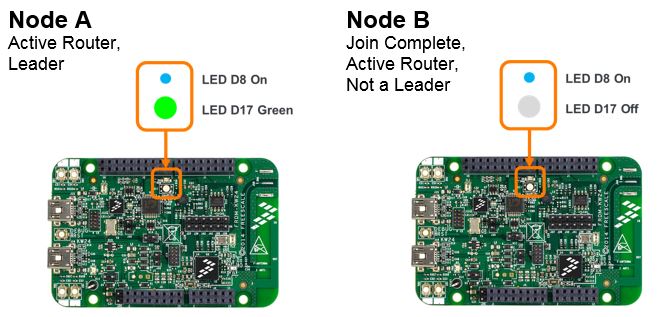 Node A
Active Router,
Leader
LED D8 On
LED D17 Green
Node B
Join Complete,
Active Router,
Not a Leader
LED D8 On
LED D17 Off